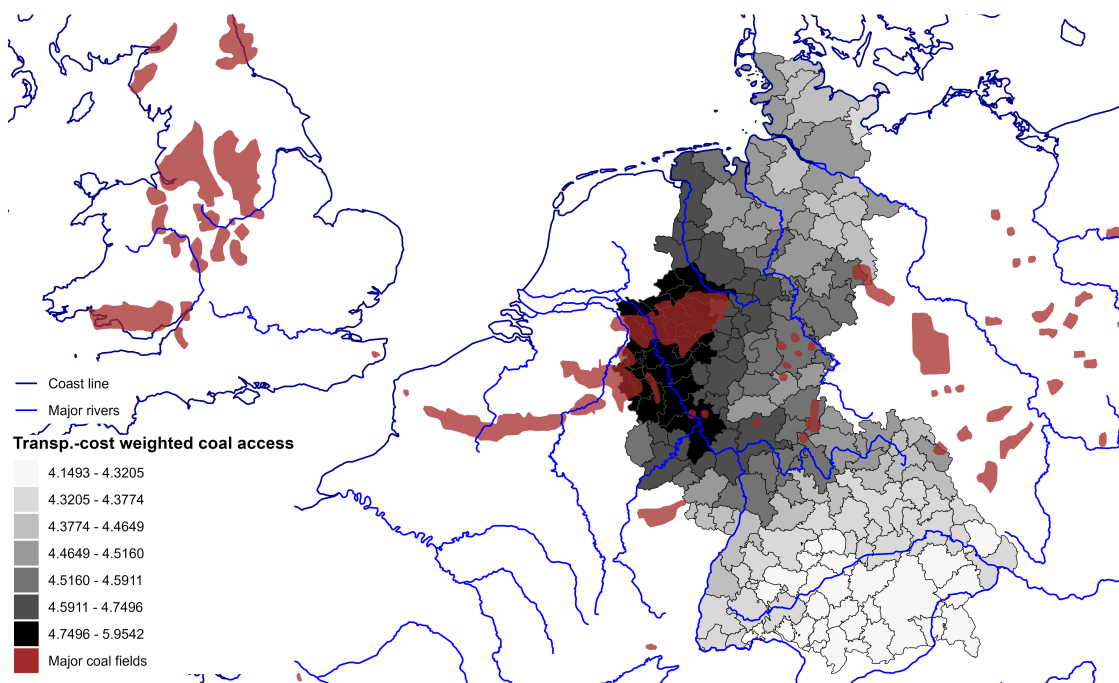 Coast line
Major rivers
Transp.-cost weighted coal access
4.1493 - 4.3205
4.3205 - 4.3774
4.3774 - 4.4649
4.4649 - 4.5160
4.5160 - 4.5911
4.5911 - 4.7496
4.7496 - 5.9542
Major coal fields